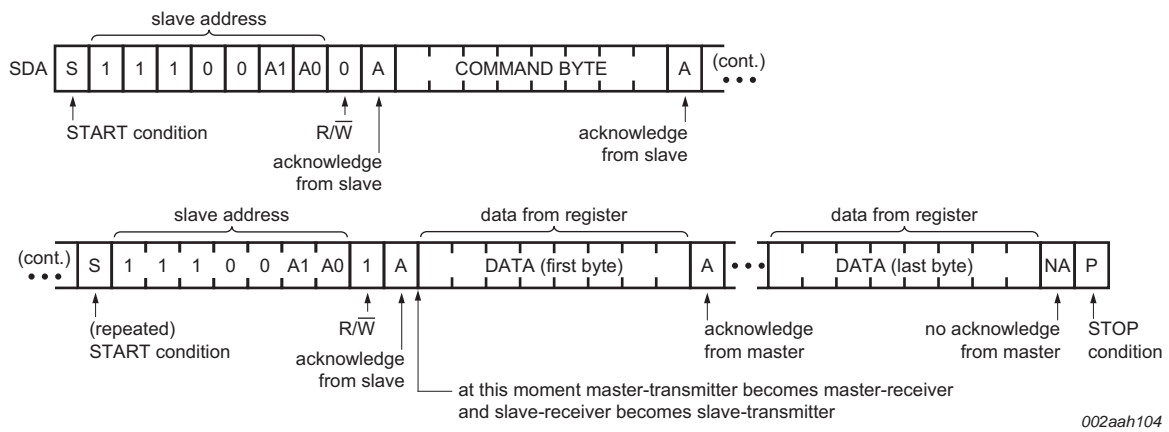 slave address
SDA S 1 1 1 0 0 A1 A0 0 A COMMAND BYTE A (cont.)
START condition
R/W̅
acknowledge
from slave
acknowledge
from slave
slave address
data from register
data from register
(cont.) S 1 1 1 0 0 A1 A0 1 A DATA (first byte) A DATA (last byte) NA P
(repeated)
START condition
R/W̅
acknowledge
from slave
acknowledge
from master
no acknowledge
from master
STOP
condition
at this moment master-transmitter becomes master-receiver
and slave-receiver becomes slave-transmitter
002aah104